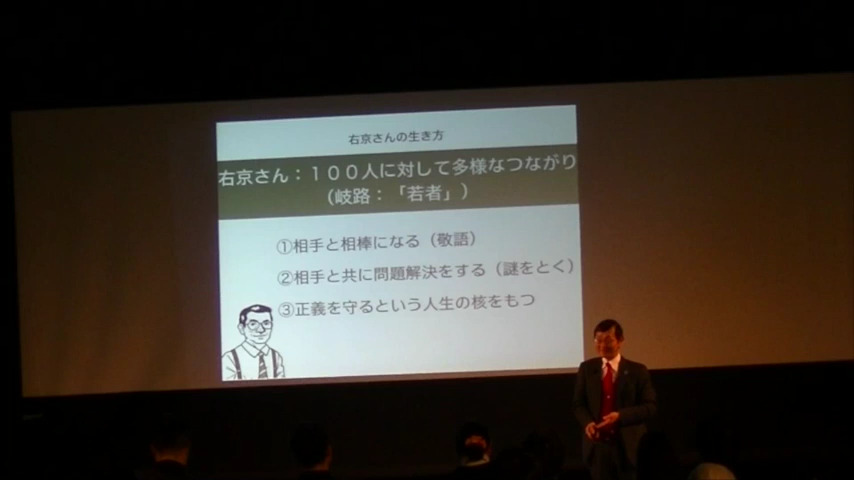 右京さんの生き方
右京さん：１００人に対して多様なつながり
（岐路：「若者」）
①相手と相棒になる（敬語）
②相手と共に問題解決をする（謎をとく）
③正義を守るという人生の核をもつ